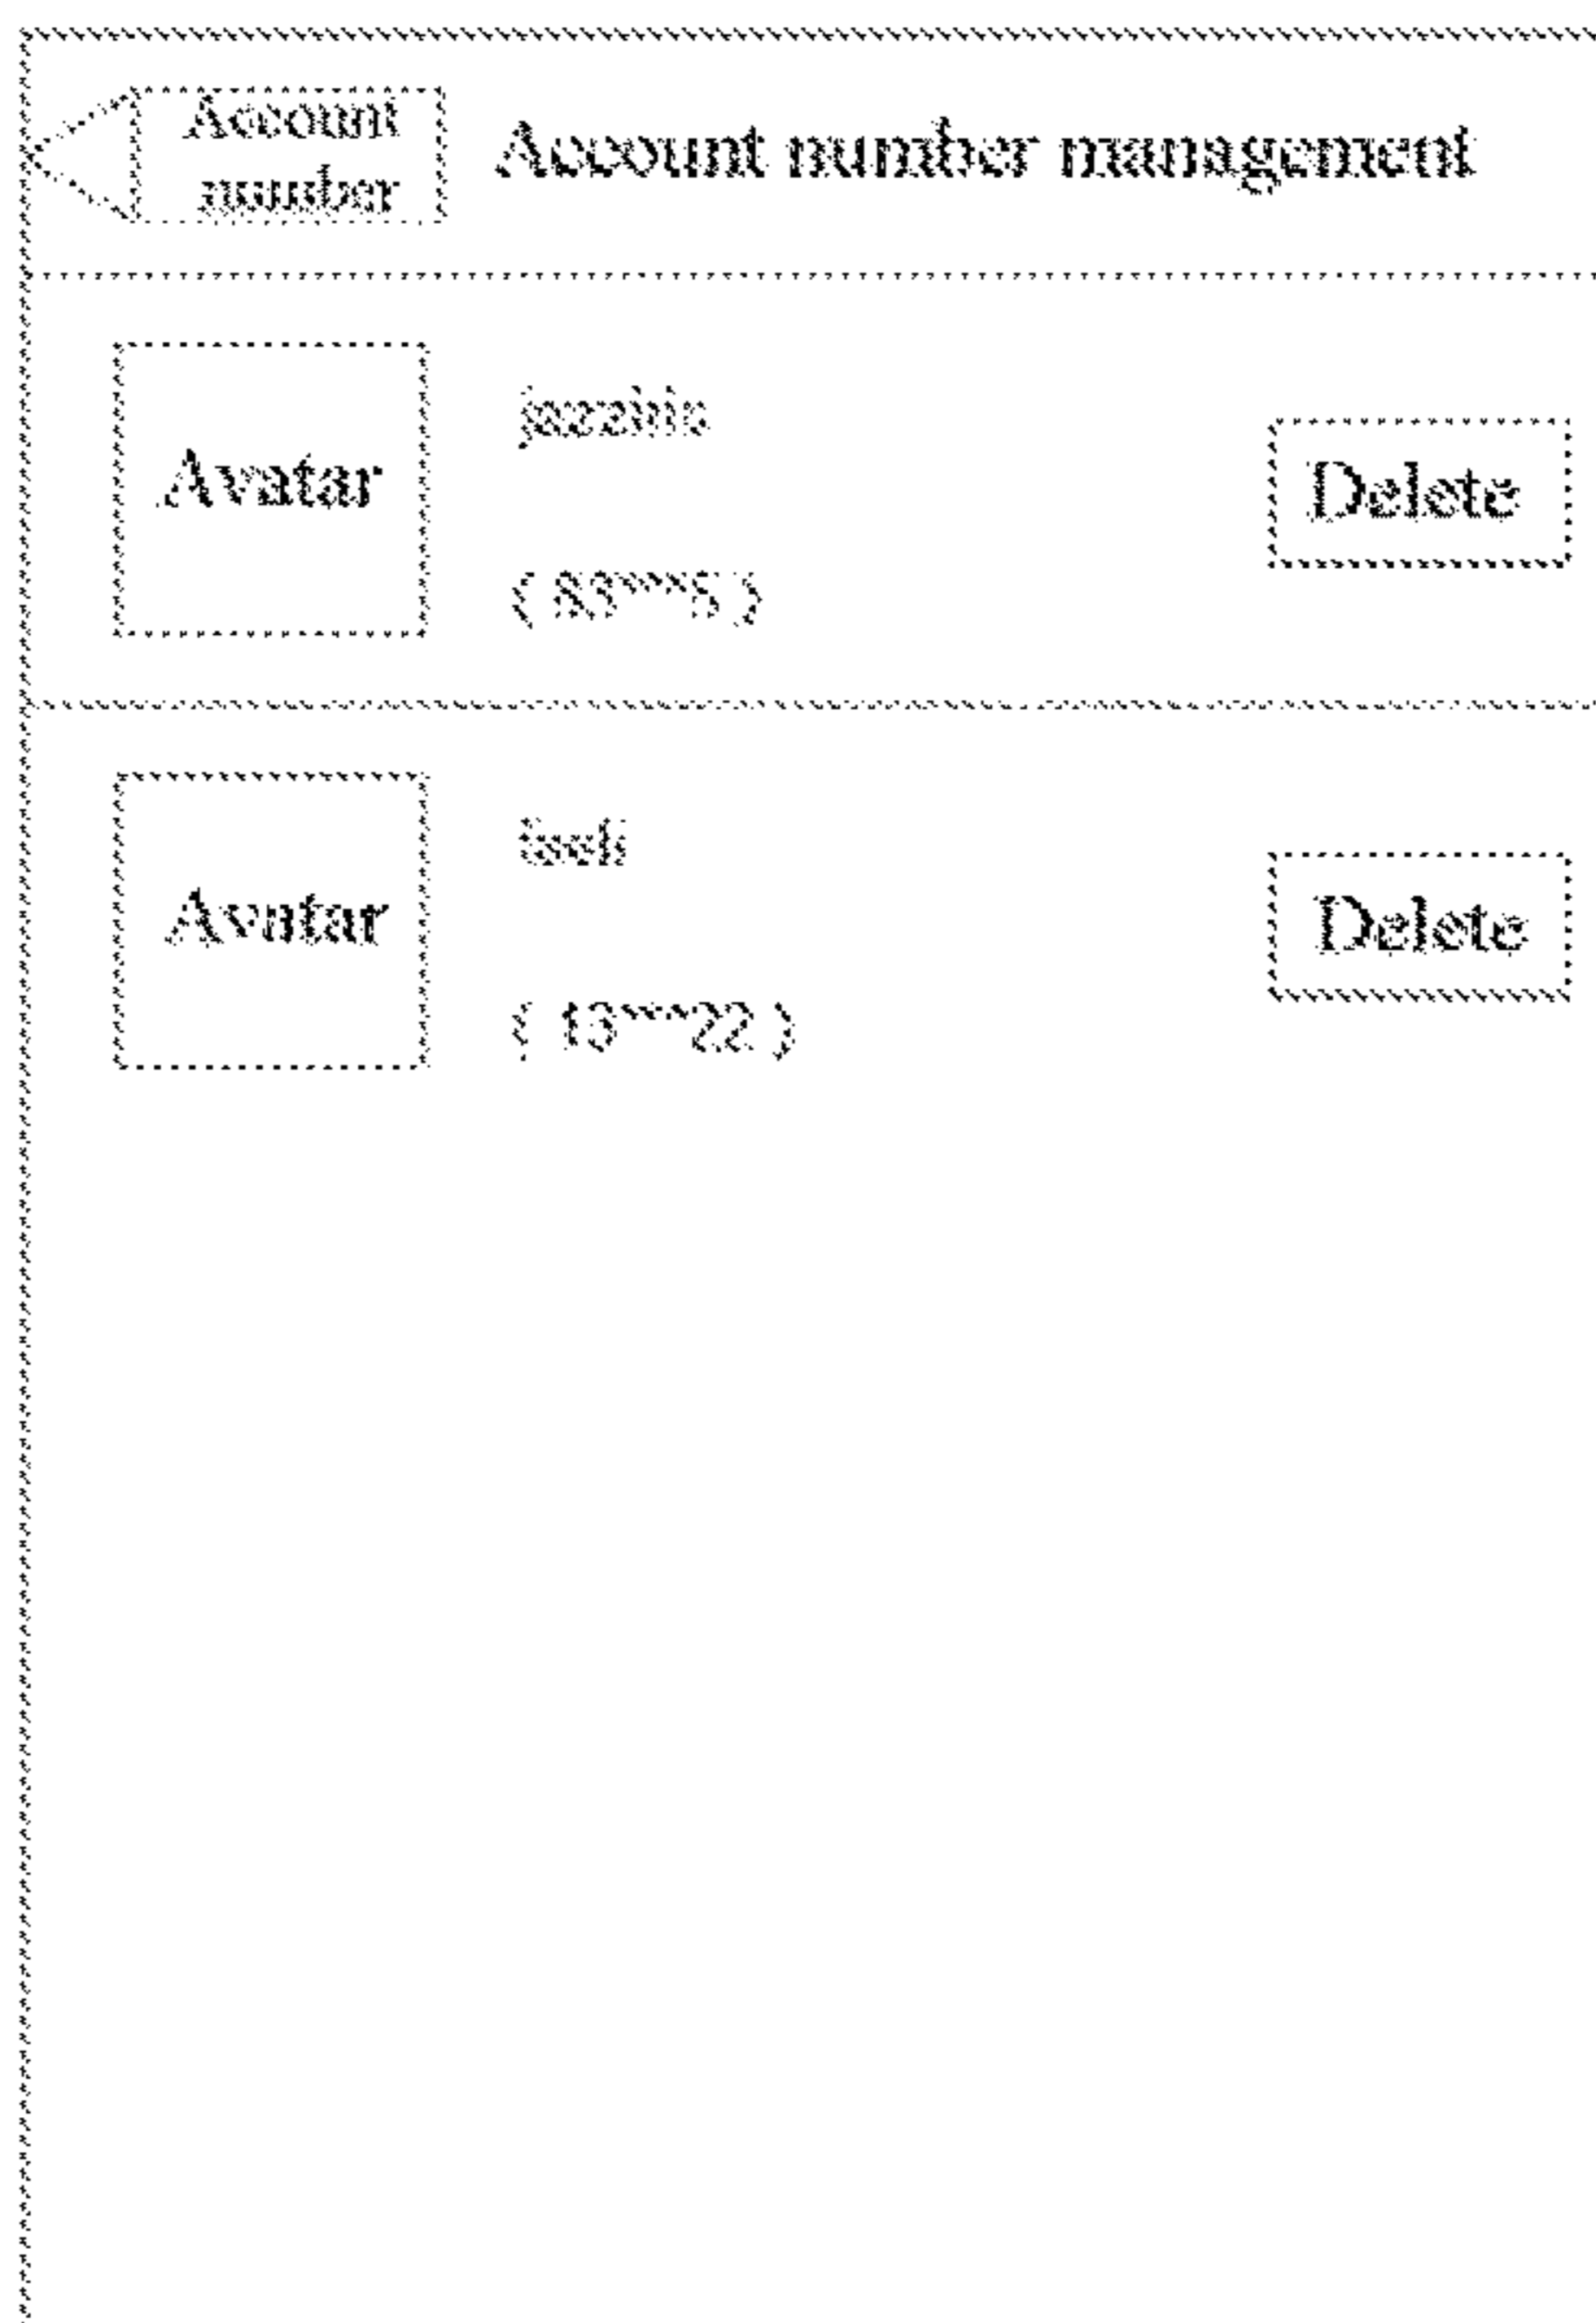 Account
number
Account number management
Avatar
Delete
( 83***5 )
Avatar
Delete
( 13***22 )